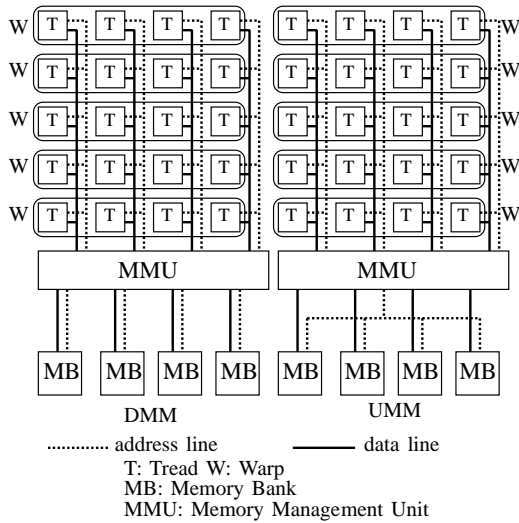 W T T T T T T T T W
W T T T T T T T T W
W T T T T T T T T W
W T T T T T T T T W
W T T T T T T T T W
MMU MMU
MB MB MB MB MB MB MB MB
DMM UMM
address line data line
T: Tread W: Warp
MB: Memory Bank
MMU: Memory Management Unit